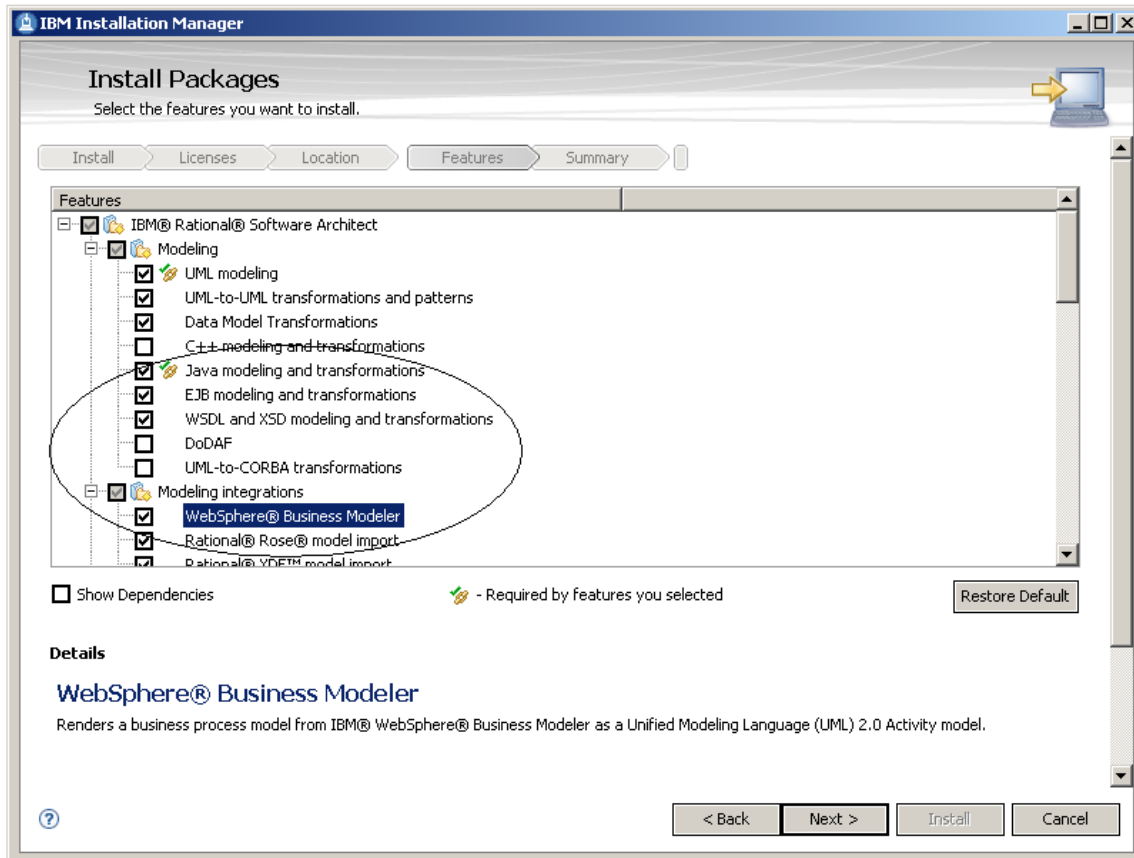 IBM Installation Manager
Install Packages
Select the features you want to install.
Install Licenses Location Features Summary
Features
IBM® Rational® Software Architect
Modeling
UML modeling
UML-to-UML transformations and patterns
Data Model Transformations
C++ modeling and transformations
Java modeling and transformations
EJB modeling and transformations
WSDL and XSD modeling and transformations
DoDAF
UML-to-CORBA transformations
Modeling integrations
WebSphere® Business Modeler
Rational® Rose® model import
Rational® XDE™ model import
Show Dependencies - Required by features you selected Restore Default
Details
WebSphere® Business Modeler
Renders a business process model from IBM® WebSphere® Business Modeler as a Unified Modeling Language (UML) 2.0 Activity model.
? < Back Next > Install Cancel